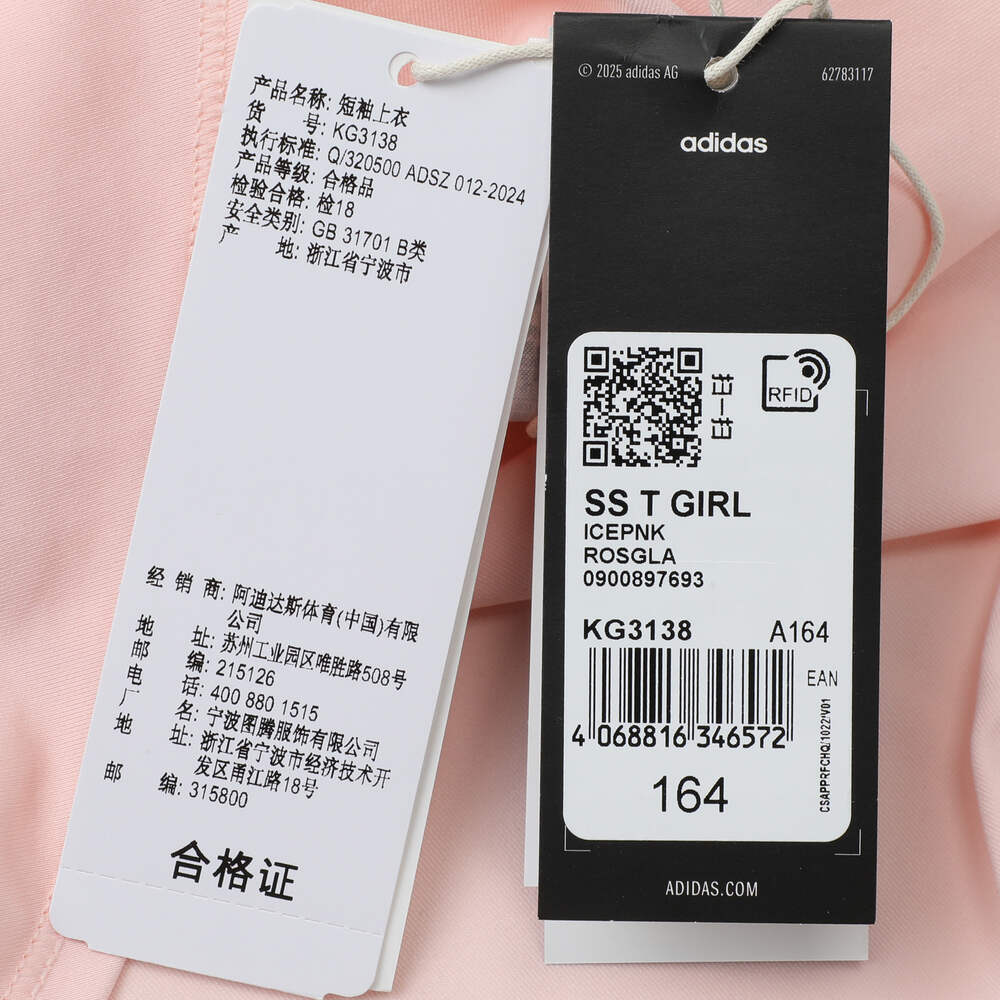 产品名称: 短袖上衣
货 号: KG3138
执行标准: Q/320500 ADSZ 012-2024
产品等级: 合格品
检验合格: 检18
安全类别: GB 31701 B类
产 地: 浙江省宁波市
经 销 商: 阿迪达斯体育(中国)有限
公司
地 址: 苏州工业园区唯胜路508号
邮 编: 215126
电 话: 400 880 1515
厂 名: 宁波图腾服饰有限公司
地 址: 浙江省宁波市经济技术开
发区甬江路18号
邮 编: 315800
合格证
© 2025 adidas AG
62783117
adidas
扫一扫
RFID
SS T GIRL
ICEPNK
ROSGLA
0900897693
KG3138 A164
EAN
4 068816 346572
CSAPPRFCHQ/1022/V01
164
ADIDAS.COM